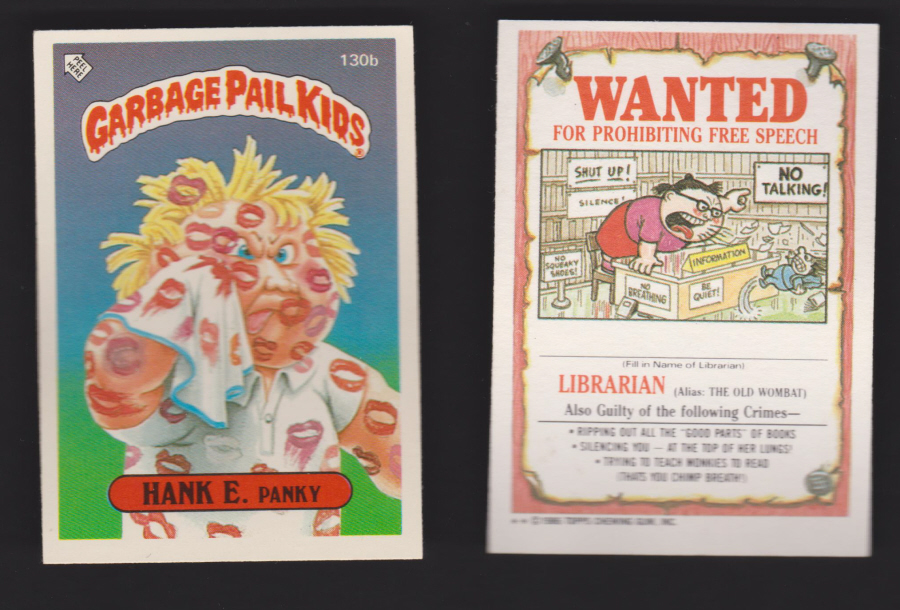 PEEL
HERE
130b
GARBAGE PAIL KIDS
HANK E. PANKY
WANTED
FOR PROHIBITING FREE SPEECH
SHUT UP!
SILENCE!
NO
TALKING!
NO
SQUEAKY
SHOES!
INFORMATION
NO
BREATHING
BE
QUIET!
(Fill in Name of Librarian)
LIBRARIAN (Alias: THE OLD WOMBAT)
Also Guilty of the following Crimes—
• RIPPING OUT ALL THE "GOOD PARTS" OF BOOKS
• SILENCING YOU — AT THE TOP OF HER LUNGS!
• TRYING TO TEACH MONKIES TO READ
(THATS YOU CHIMP BREATH!)
** © 1986 TOPPS CHEWING GUM, INC.